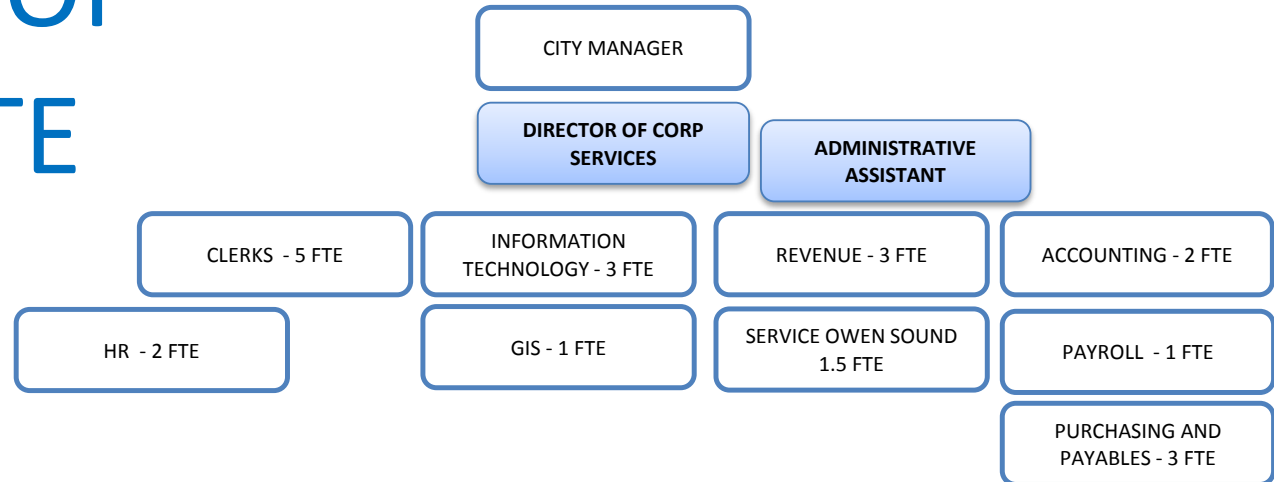 TE
CITY MANAGER
DIRECTOR OF CORP
SERVICES
ADMINISTRATIVE
ASSISTANT
CLERKS - 5 FTE
INFORMATION
TECHNOLOGY - 3 FTE
REVENUE - 3 FTE
ACCOUNTING - 2 FTE
HR - 2 FTE
GIS - 1 FTE
SERVICE OWEN SOUND
1.5 FTE
PAYROLL - 1 FTE
PURCHASING AND
PAYABLES - 3 FTE